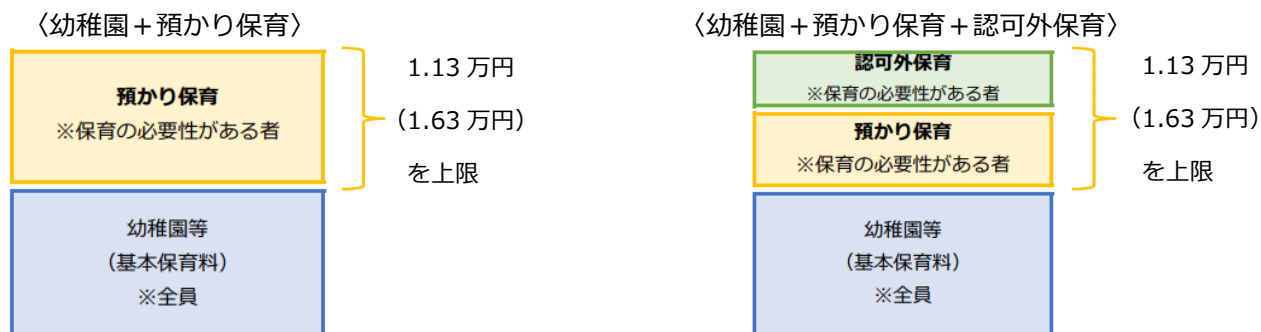 〈幼稚園＋預かり保育〉
預かり保育
※保育の必要性がある者
1.13 万円
（1.63 万円）
を上限
幼稚園等
（基本保育料）
※全員
〈幼稚園＋預かり保育＋認可外保育〉
認可外保育
※保育の必要性がある者
預かり保育
※保育の必要性がある者
1.13 万円
（1.63 万円）
を上限
幼稚園等
（基本保育料）
※全員